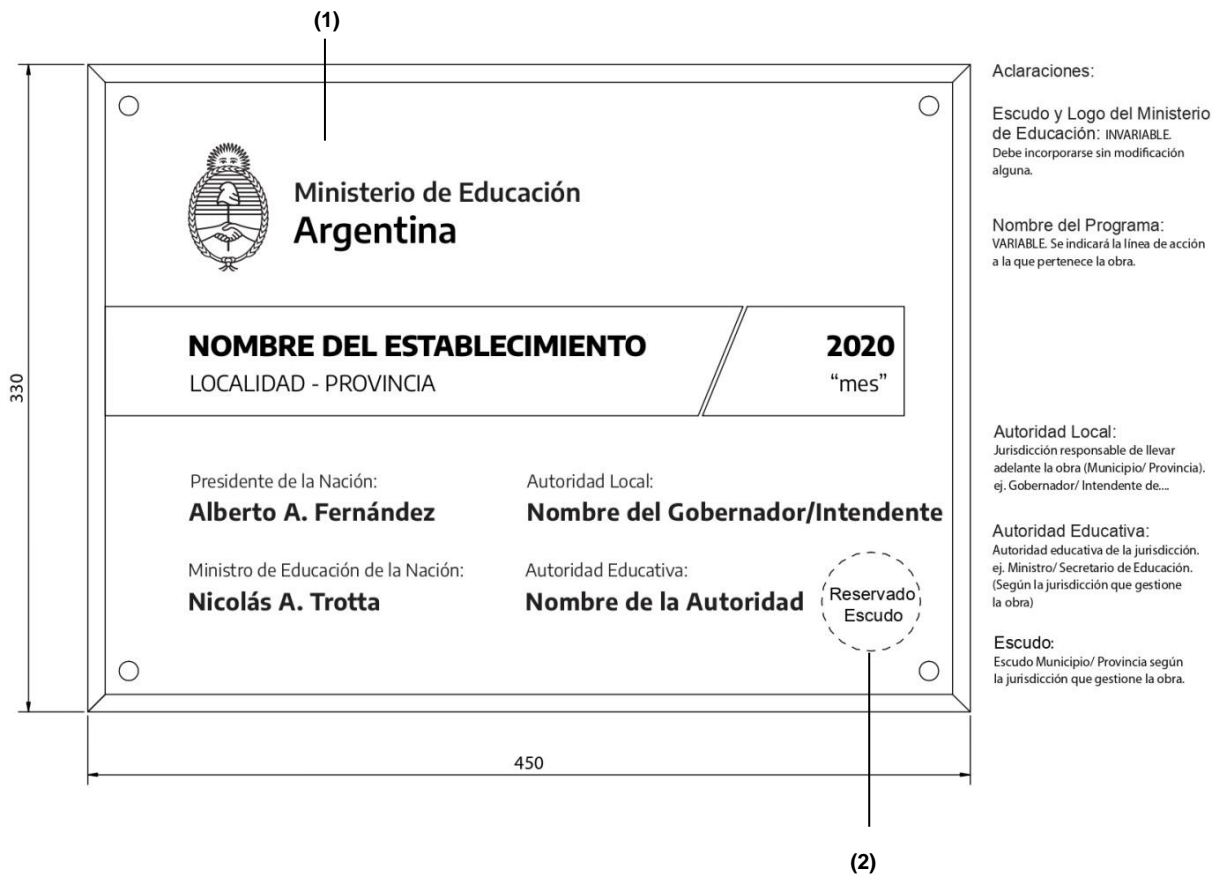 (1)
Ministerio de Educación
Argentina
NOMBRE DEL ESTABLECIMIENTO
LOCALIDAD - PROVINCIA
2020
“mes”
Presidente de la Nación:
Alberto A. Fernández
Autoridad Local:
Nombre del Gobernador/Intendente
Ministro de Educación de la Nación:
Nicolás A. Trotta
Autoridad Educativa:
Nombre de la Autoridad
Reservado
Escudo
330
450
(2)
Aclaraciones:
Escudo y Logo del Ministerio
de Educación: INVARIABLE.
Debe incorporarse sin modificación
alguna.
Nombre del Programa:
VARIABLE. Se indicará la línea de acción
a la que pertenece la obra.
Autoridad Local:
Jurisdicción responsable de llevar
adelante la obra (Municipio/ Provincia).
ej. Gobernador/ Intendente de....
Autoridad Educativa:
Autoridad educativa de la jurisdicción.
ej. Ministro/ Secretario de Educación.
(Según la jurisdicción que gestione
la obra)
Escudo:
Escudo Municipio/ Provincia según
la jurisdicción que gestione la obra.